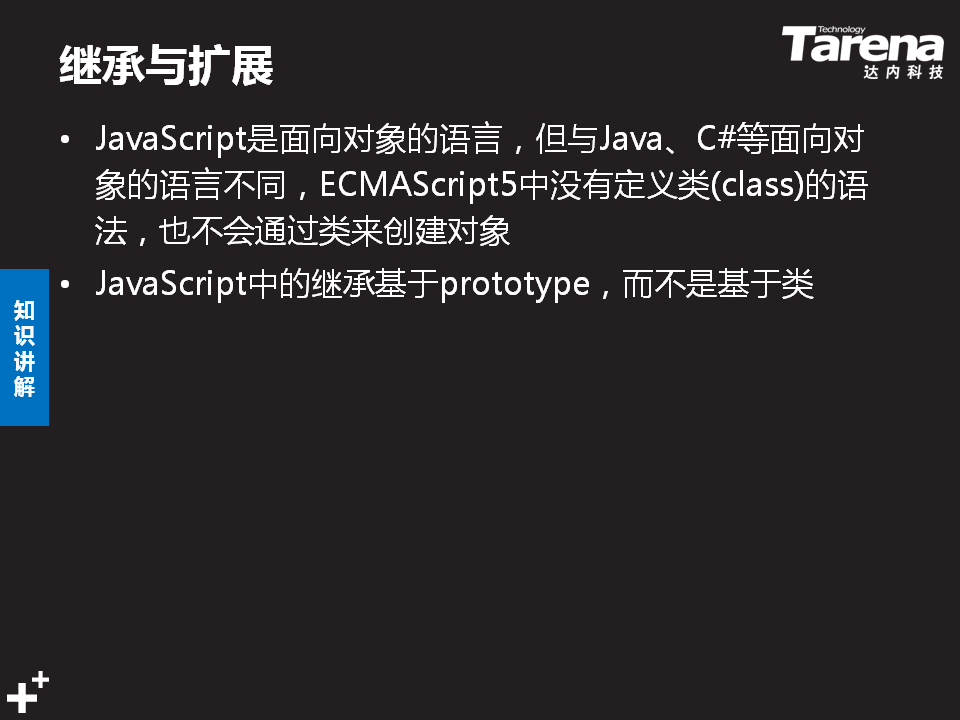 继承与扩展
Technology
Tarena
达内科技
• JavaScript是面向对象的语言，但与Java、C#等面向对
象的语言不同，ECMAScript5中没有定义类(class)的语
法，也不会通过类来创建对象
• JavaScript中的继承基于prototype，而不是基于类
知
识
讲
解